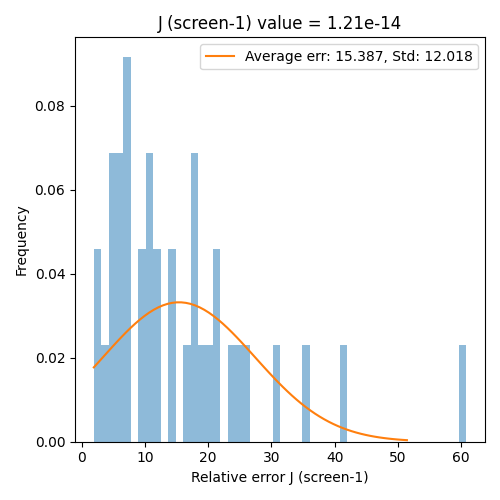 J (screen-1) value = 1.21e-14
Average err: 15.387, Std: 12.018
0.08
0.06
0.04
0.02
0.00
Frequency
0 10 20 30 40 50 60
Relative error J (screen-1)